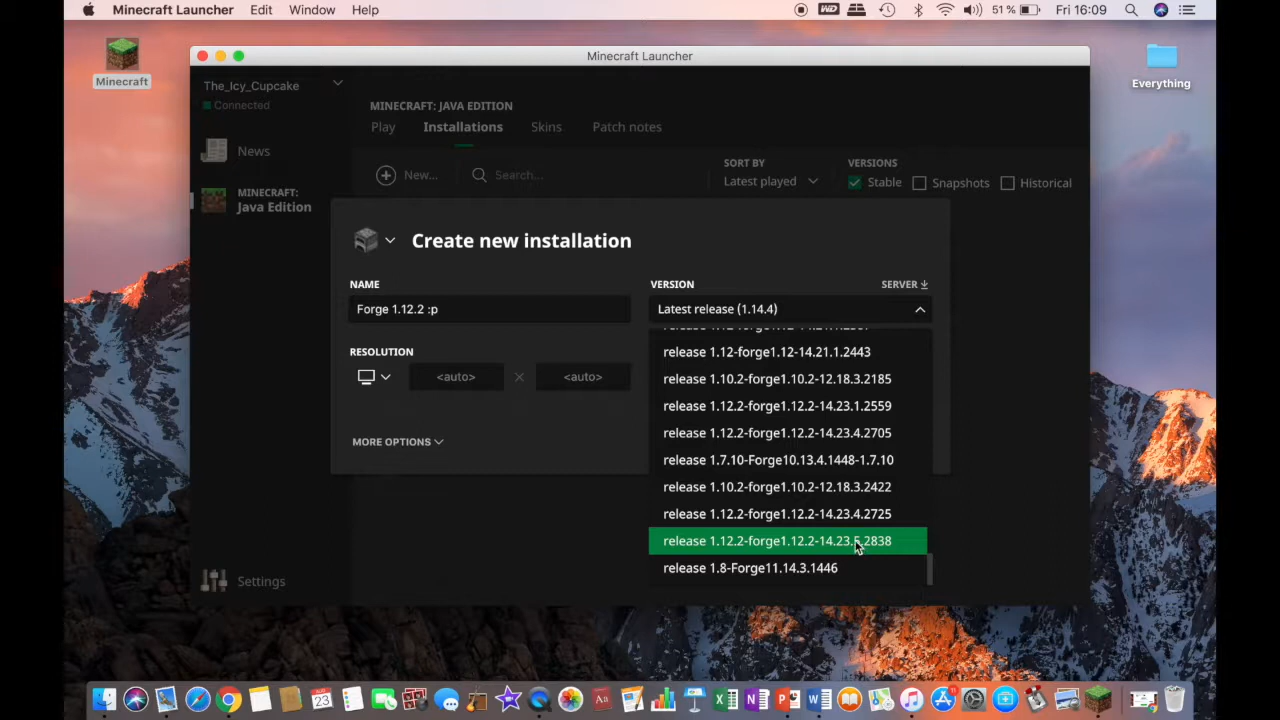 Minecraft Launcher Edit Window Help
51 % Fri 16:09
Minecraft
Everything
Minecraft Launcher
The_Icy_Cupcake
Connected
News
MINECRAFT:
Java Edition
Settings
MINECRAFT: JAVA EDITION
Play Installations Skins Patch notes
New... Search...
SORT BY
Latest played
VERSIONS
Stable Snapshots Historical
Create new installation
NAME
Forge 1.12.2 :p
RESOLUTION
<auto> <auto>
MORE OPTIONS
VERSION SERVER
Latest release (1.14.4)
release 1.12-forge1.12-14.21.1.2443
release 1.10.2-forge1.10.2-12.18.3.2185
release 1.12.2-forge1.12.2-14.23.1.2559
release 1.12.2-forge1.12.2-14.23.4.2705
release 1.7.10-Forge10.13.4.1448-1.7.10
release 1.10.2-forge1.10.2-12.18.3.2422
release 1.12.2-forge1.12.2-14.23.4.2725
release 1.12.2-forge1.12.2-14.23.5.2838
release 1.8-Forge11.14.3.1446